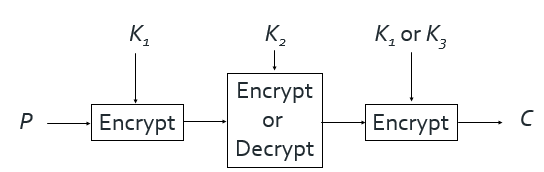 K₁
K₂
K₁ or K₃
P
Encrypt
Encrypt
or
Decrypt
Encrypt
C